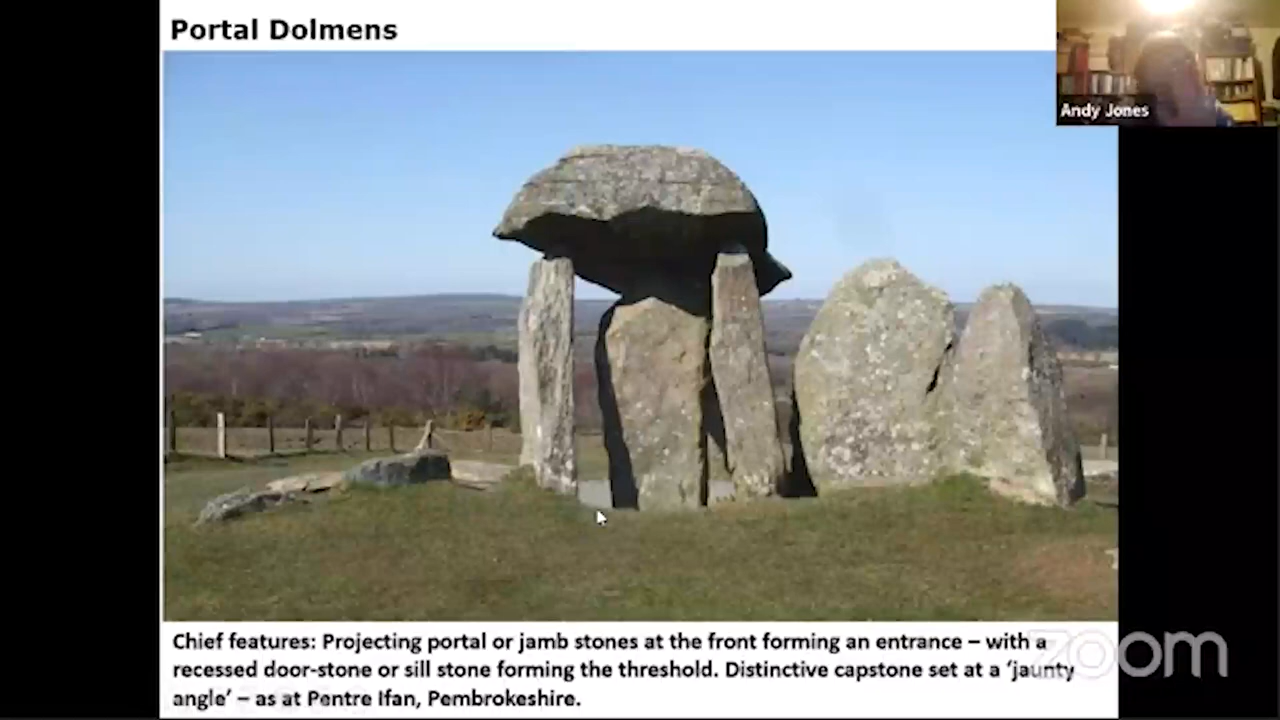 Portal Dolmens
Andy Jones
Chief features: Projecting portal or jamb stones at the front forming an entrance – with a
recessed door-stone or sill stone forming the threshold. Distinctive capstone set at a ‘jaunty
angle’ – as at Pentre Ifan, Pembrokeshire.
zoom